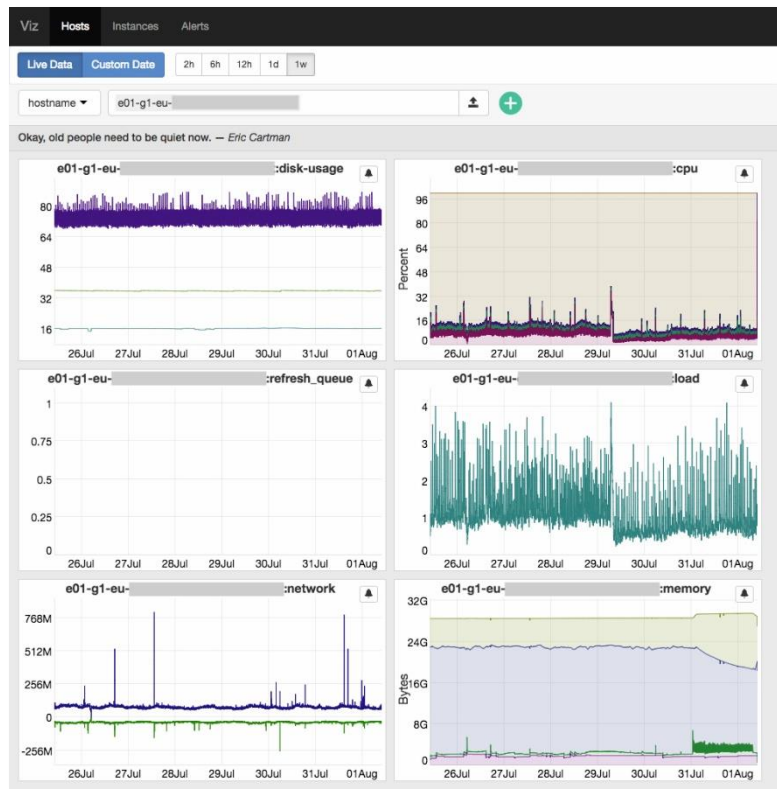 Viz Hosts Instances Alerts
Live Data Custom Date 2h 6h 12h 1d 1w
hostname e01-g1-eu-
Okay, old people need to be quiet now. — Eric Cartman
e01-g1-eu- :disk-usage
80
64
48
32
16
26Jul 27Jul 28Jul 29Jul 30Jul 31Jul 01Aug
e01-g1-eu- :cpu
Percent
96
80
64
48
32
16
0
26Jul 27Jul 28Jul 29Jul 30Jul 31Jul 01Aug
e01-g1-eu- :refresh_queue
1
0.75
0.5
0.25
0
26Jul 27Jul 28Jul 29Jul 30Jul 31Jul 01Aug
e01-g1-eu- :load
4
3
2
1
0
26Jul 27Jul 28Jul 29Jul 30Jul 31Jul 01Aug
e01-g1-eu- :network
768M
512M
256M
0
-256M
26Jul 27Jul 28Jul 29Jul 30Jul 31Jul 01Aug
e01-g1-eu- :memory
Bytes
32G
24G
16G
8G
0
26Jul 27Jul 28Jul 29Jul 30Jul 31Jul 01Aug